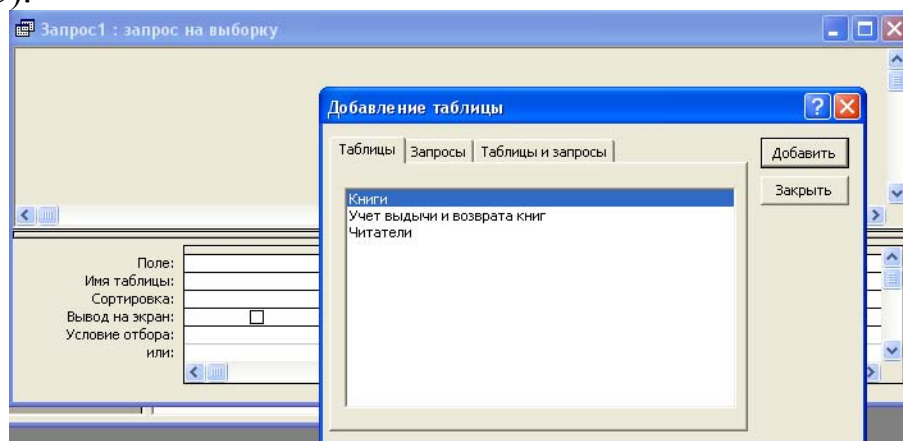 Запрос1 : запрос на выборку
Добавление таблицы
Таблицы Запросы Таблицы и запросы
Добавить
Закрыть
Книги
Учет выдычи и возврата книг
Читатели
Поле:
Имя таблицы:
Сортировка:
Вывод на экран:
Условие отбора:
или: